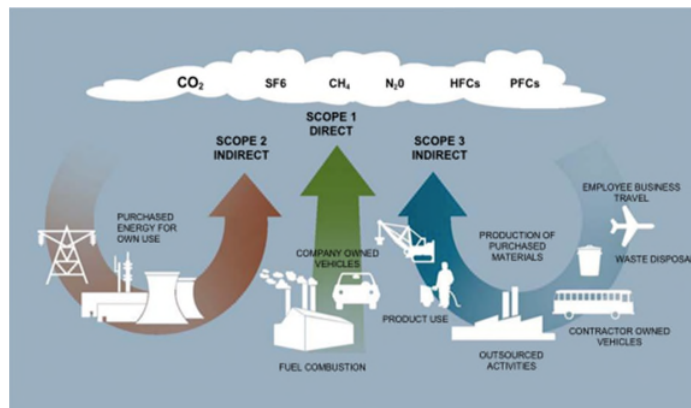 CO₂ SF6 CH₄ N₂0 HFCs PFCs
SCOPE 1
DIRECT
SCOPE 2
INDIRECT
SCOPE 3
INDIRECT
PURCHASED
ENERGY FOR
OWN USE
COMPANY OWNED
VEHICLES
FUEL COMBUSTION
PRODUCT USE
PRODUCTION OF
PURCHASED
MATERIALS
OUTSOURCED
ACTIVITIES
EMPLOYEE BUSINESS
TRAVEL
WASTE DISPOSAL
CONTRACTOR OWNED
VEHICLES